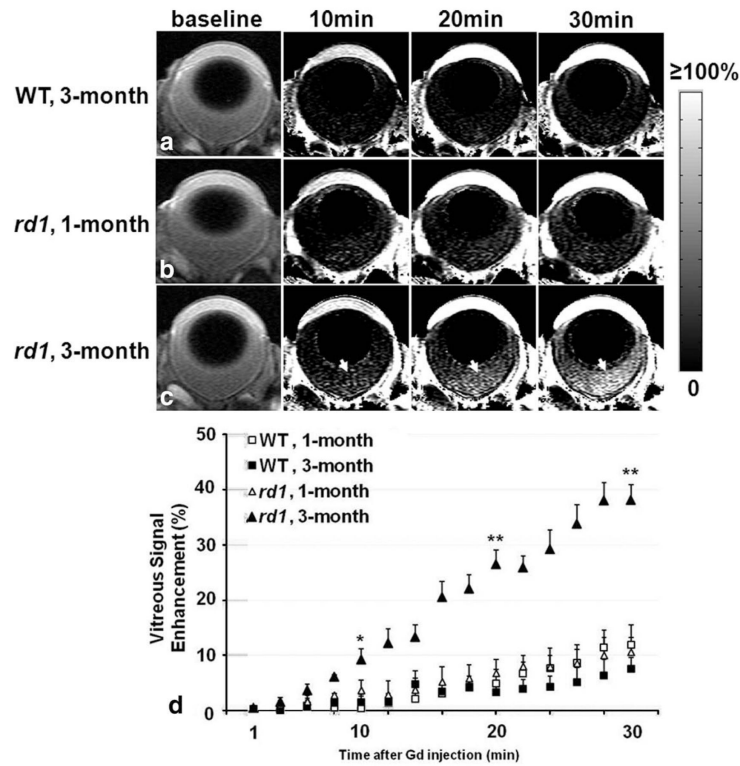 baseline 10min 20min 30min
WT, 3-month
a
≥100%
rd1, 1-month
b
rd1, 3-month
c
0
50
40
30
20
10
0
Vitreous Signal
Enhancement (%)
WT, 1-month
WT, 3-month
rd1, 1-month
rd1, 3-month
*
**
**
d
1 10 20 30
Time after Gd injection (min)